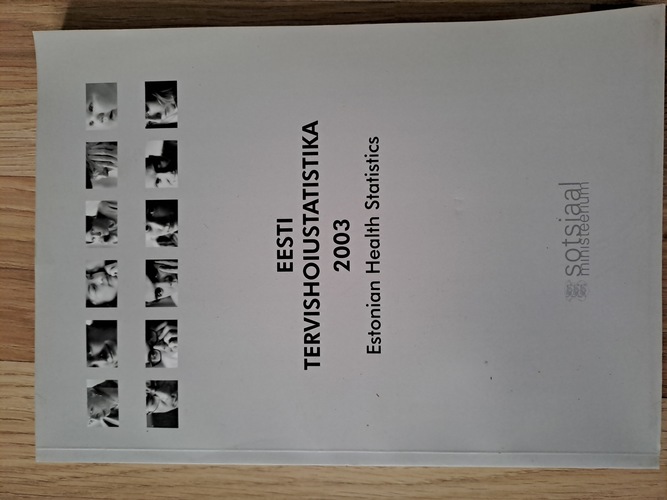 EESTI
TERVISHOIUSTATISTIKA
2003
Estonian Health Statistics
sotsiaal
ministeerium